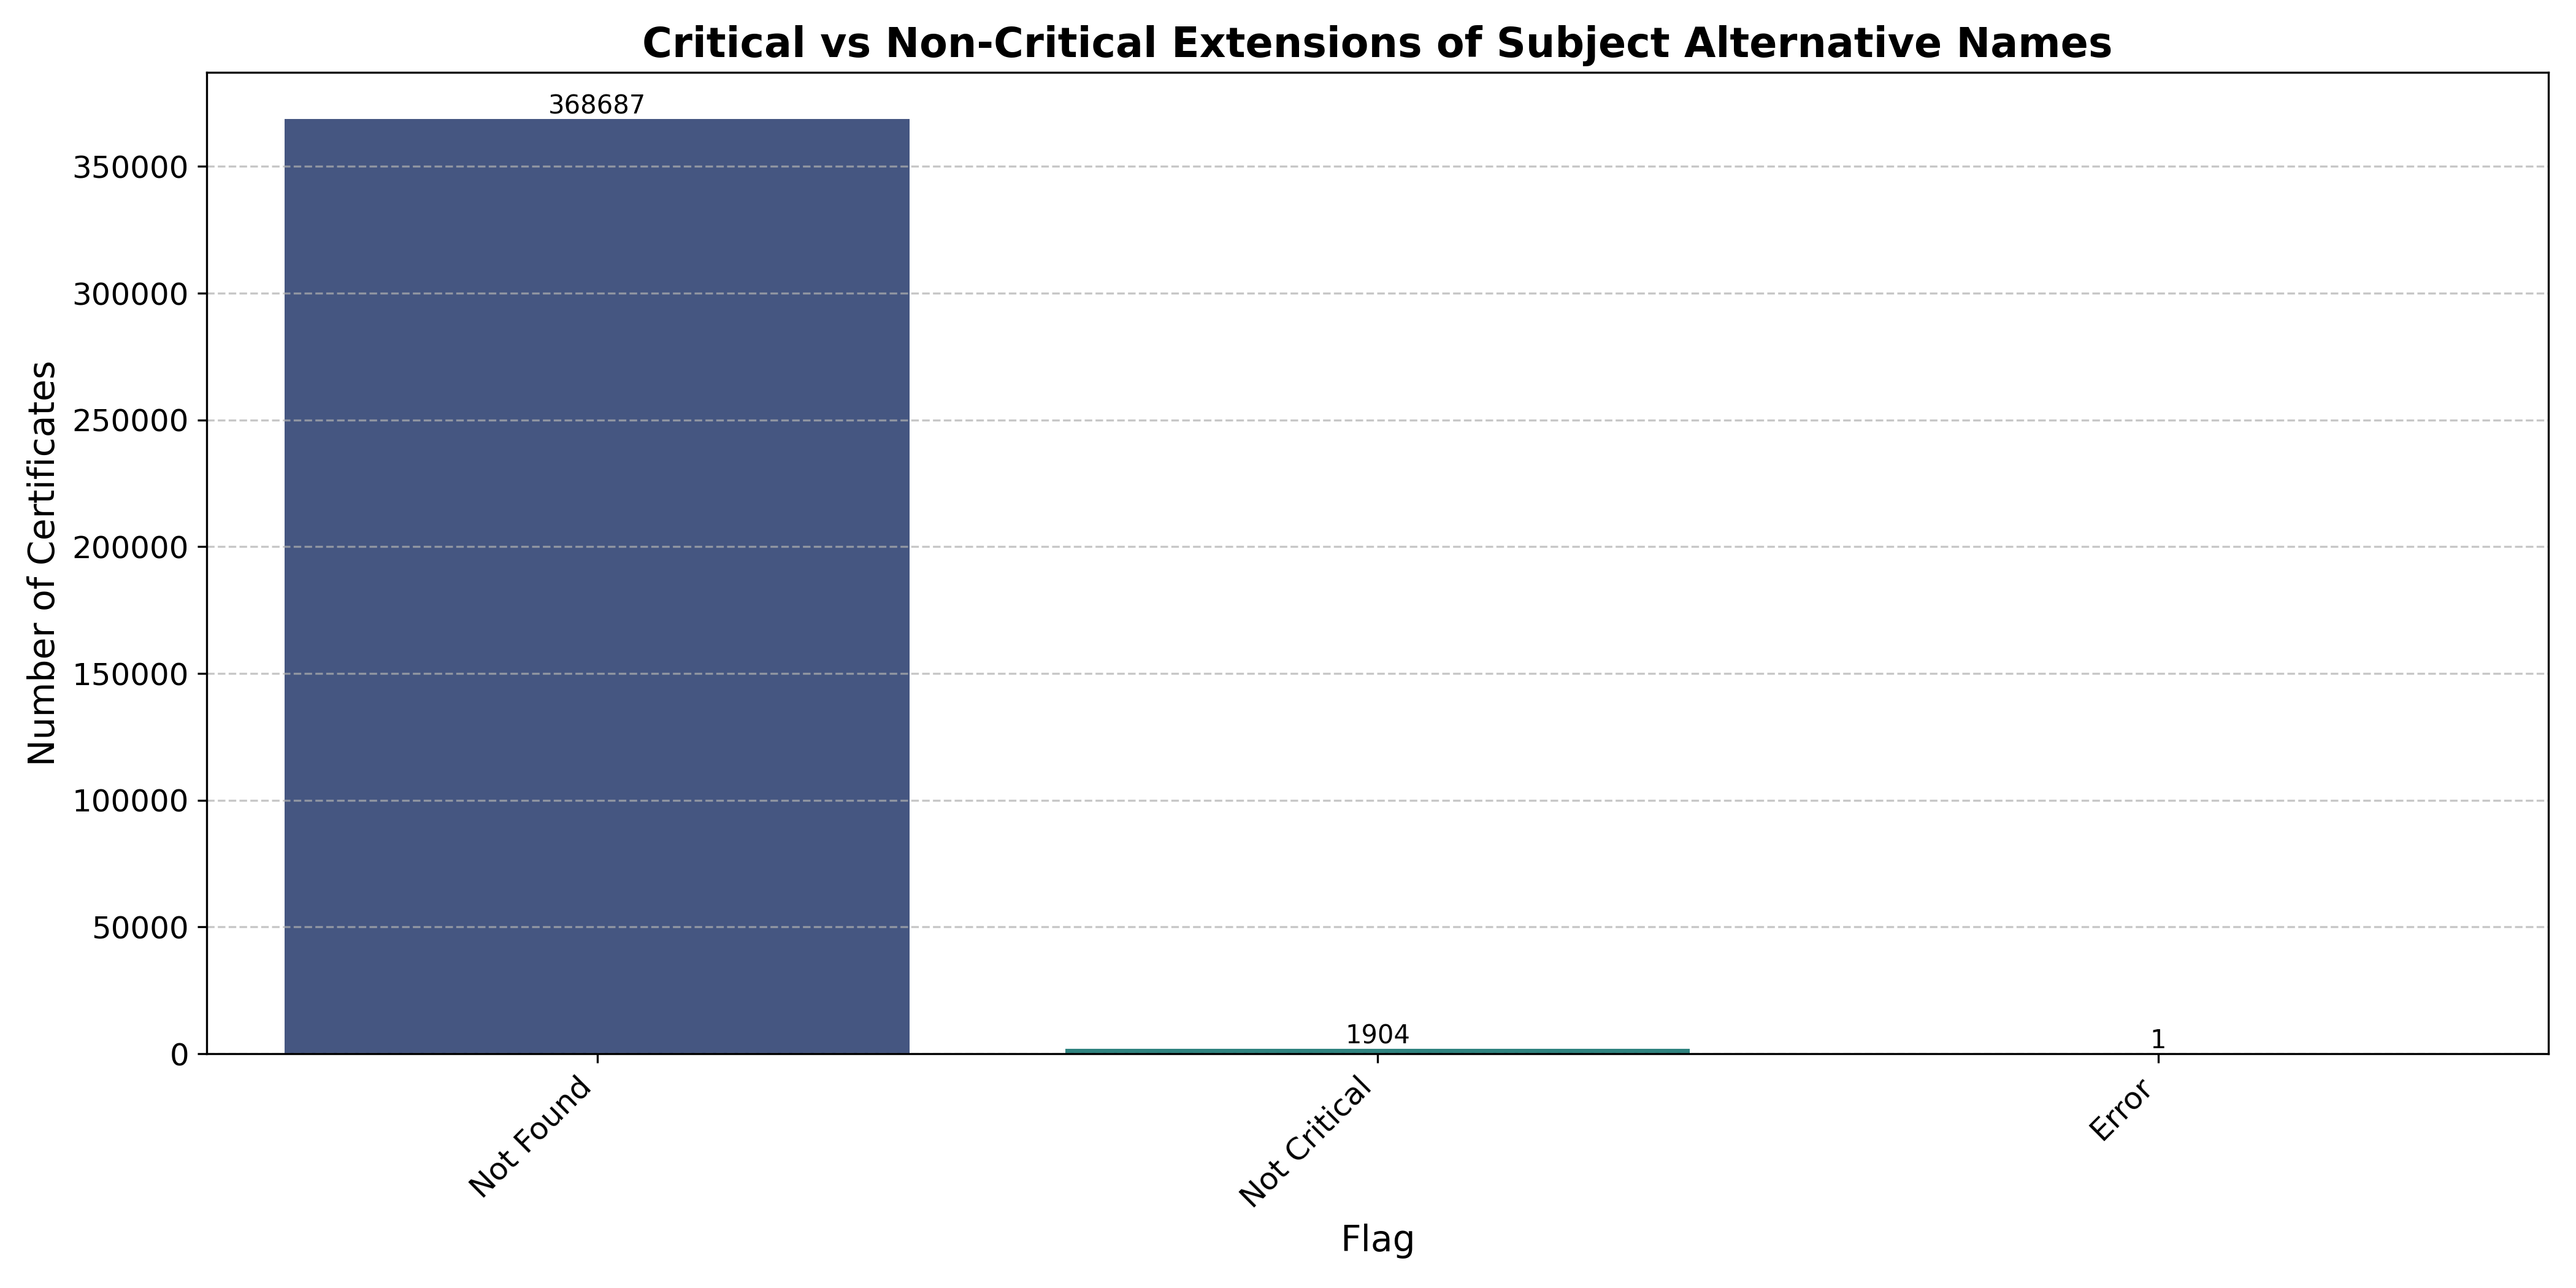 Critical vs Non-Critical Extensions of Subject Alternative Names
368687
350000
300000
250000
200000
150000
100000
50000
0
1904
1
Number of Certificates
Not Found
Not Critical
Error
Flag